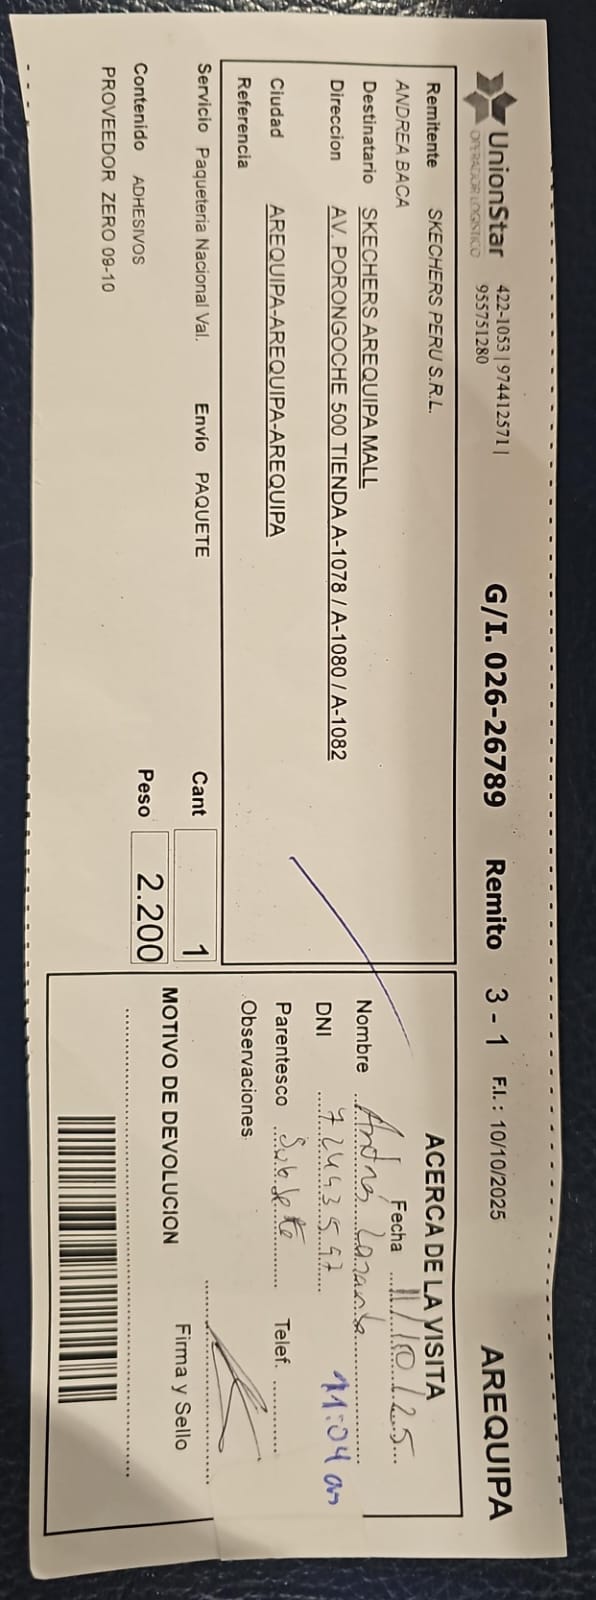 UnionStar
OPERADOR LOGISTICO
422-1053 | 974412571 |
955751280
G/I. 026-26789 Remito 3 - 1 F.I.: 10/10/2025 AREQUIPA
Remitente SKECHERS PERU S.R.L.
ANDREA BACA
Destinatario SKECHERS AREQUIPA MALL
Direccion AV. PORONGOCHE 500 TIENDA A-1078 / A-1080 / A-1082
Ciudad AREQUIPA-AREQUIPA-AREQUIPA
Referencia
Servicio Paqueteria Nacional Val. Envío PAQUETE Cant 1
Contenido ADHESIVOS Peso 2.200
PROVEEDOR ZERO 09-10
ACERCA DE LA VISITA
Fecha 11/10/25
Nombre André
DNI 72493597 11:04 am
Parentesco Telef.
Observaciones
MOTIVO DE DEVOLUCION Firma y Sello